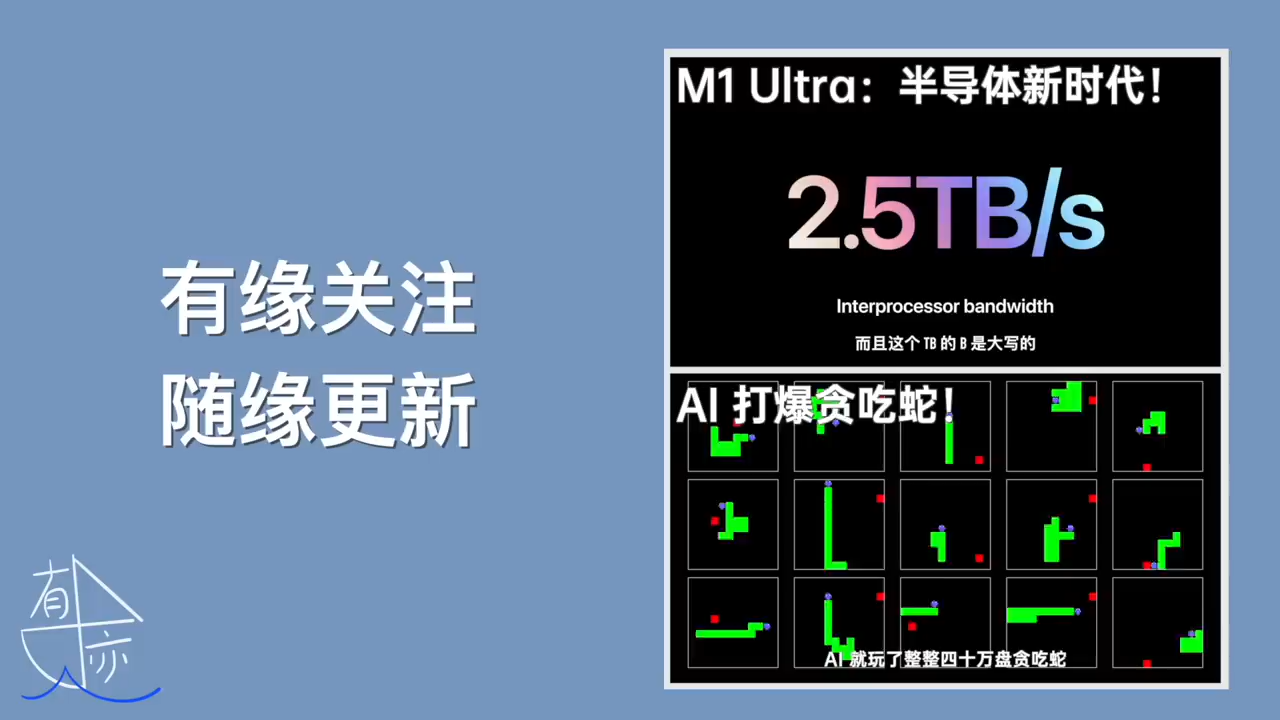 有缘关注
随缘更新
有
亦
M1 Ultra：半导体新时代！
2.5TB/s
Interprocessor bandwidth
而且这个 TB 的 B 是大写的
AI 打爆贪吃蛇！
AI 就玩了整整四十万盘贪吃蛇